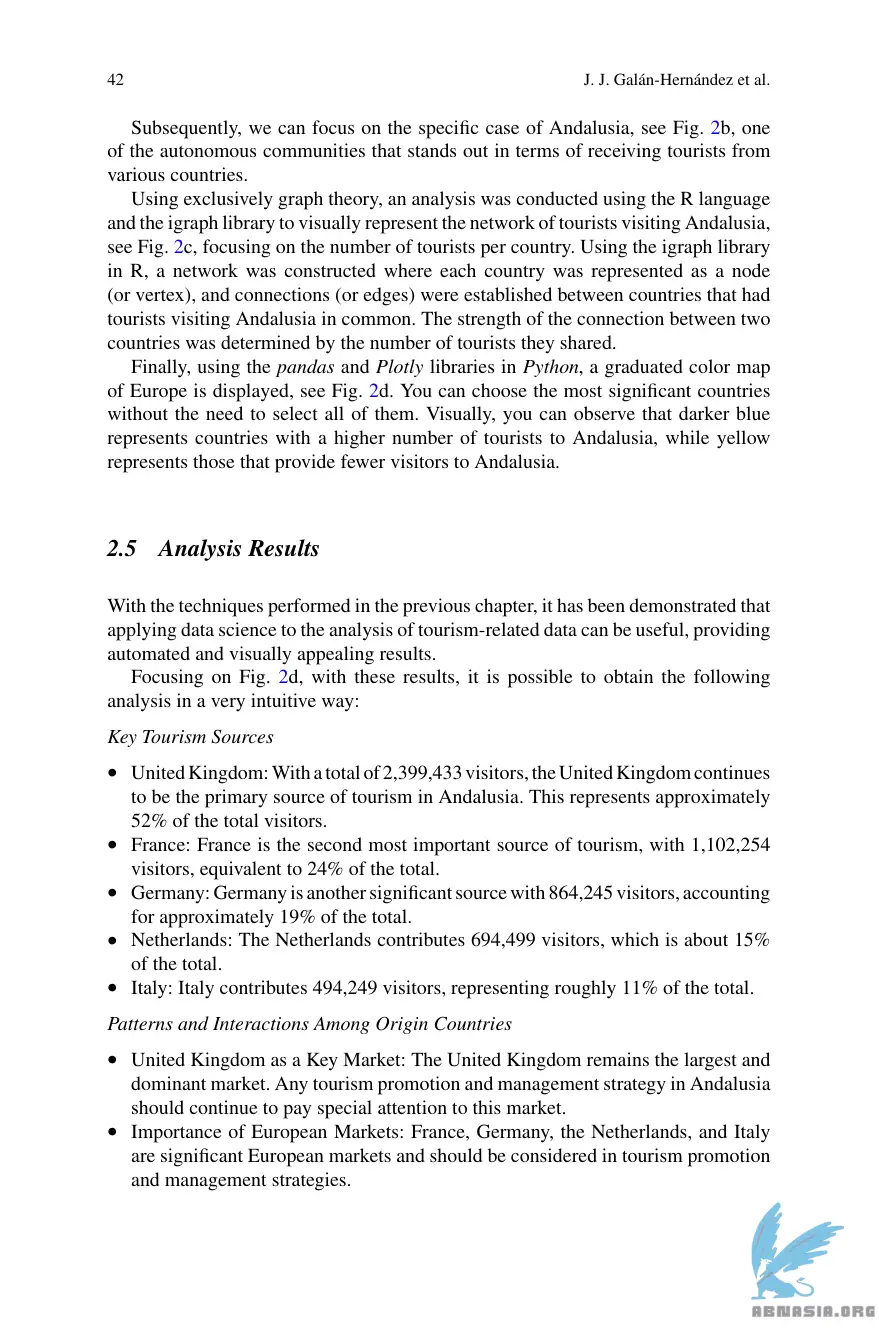 42
J. J. Galán-Hernández et al.
Subsequently, we can focus on the specific case of Andalusia, see Fig. 2b, one
of the autonomous communities that stands out in terms of receiving tourists from
various countries.
Using exclusively graph theory, an analysis was conducted using the R language
and the igraph library to visually represent the network of tourists visiting Andalusia,
see Fig. 2c, focusing on the number of tourists per country. Using the igraph library
in R, a network was constructed where each country was represented as a node
(or vertex), and connections (or edges) were established between countries that had
tourists visiting Andalusia in common. The strength of the connection between two
countries was determined by the number of tourists they shared.
Finally, using the pandas and Plotly libraries in Python, a graduated color map
of Europe is displayed, see Fig. 2d. You can choose the most significant countries
without the need to select all of them. Visually, you can observe that darker blue
represents countries with a higher number of tourists to Andalusia, while yellow
represents those that provide fewer visitors to Andalusia.
2.5 Analysis Results
With the techniques performed in the previous chapter, it has been demonstrated that
applying data science to the analysis of tourism-related data can be useful, providing
automated and visually appealing results.
Focusing on Fig. 2d, with these results, it is possible to obtain the following
analysis in a very intuitive way:
Key Tourism Sources
• United Kingdom: With a total of 2,399,433 visitors, the United Kingdom continues
to be the primary source of tourism in Andalusia. This represents approximately
52% of the total visitors.
• France: France is the second most important source of tourism, with 1,102,254
visitors, equivalent to 24% of the total.
• Germany: Germany is another significant source with 864,245 visitors, accounting
for approximately 19% of the total.
• Netherlands: The Netherlands contributes 694,499 visitors, which is about 15%
of the total.
• Italy: Italy contributes 494,249 visitors, representing roughly 11% of the total.
Patterns and Interactions Among Origin Countries
• United Kingdom as a Key Market: The United Kingdom remains the largest and
dominant market. Any tourism promotion and management strategy in Andalusia
should continue to pay special attention to this market.
• Importance of European Markets: France, Germany, the Netherlands, and Italy
are significant European markets and should be considered in tourism promotion
and management strategies.
ABNASIA.ORG